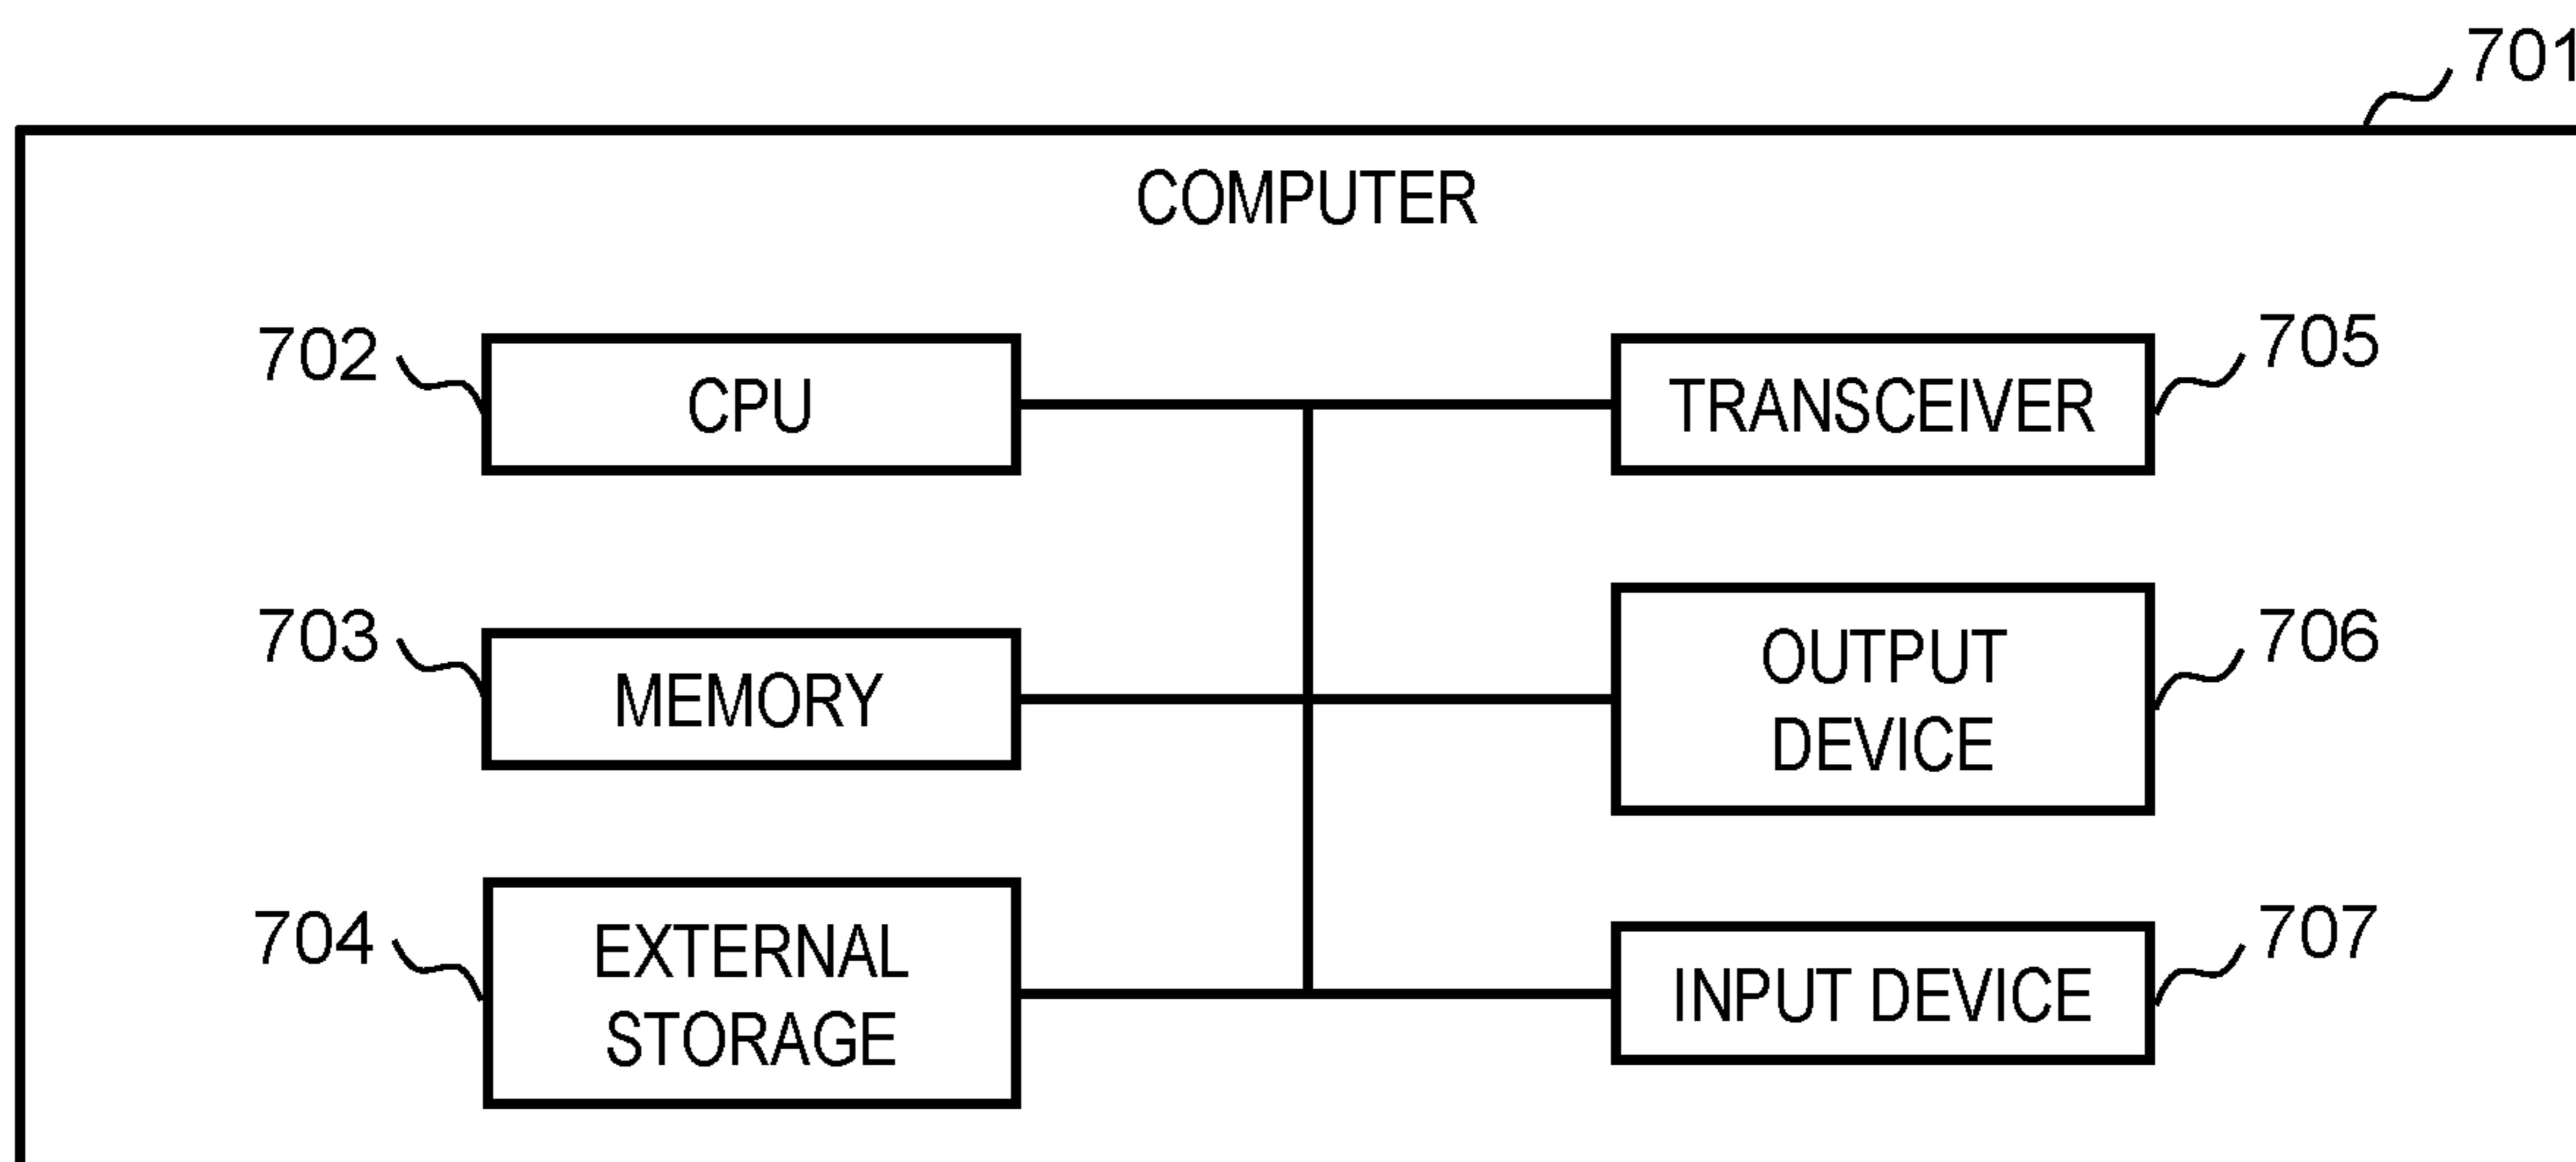 701
COMPUTER
702
CPU
TRANSCEIVER
705
703
MEMORY
OUTPUT
DEVICE
706
704
EXTERNAL
STORAGE
INPUT DEVICE
707